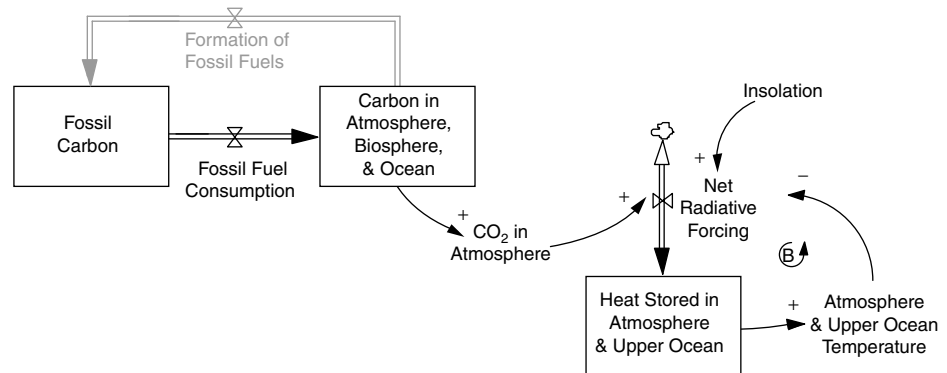 Formation of
Fossil Fuels
Fossil
Carbon
Fossil Fuel
Consumption
Carbon in
Atmosphere,
Biosphere,
& Ocean
+
CO₂ in
Atmosphere
+
Insolation
+
Net
Radiative
Forcing
−
B
Heat Stored in
Atmosphere
& Upper Ocean
+
Atmosphere
& Upper Ocean
Temperature